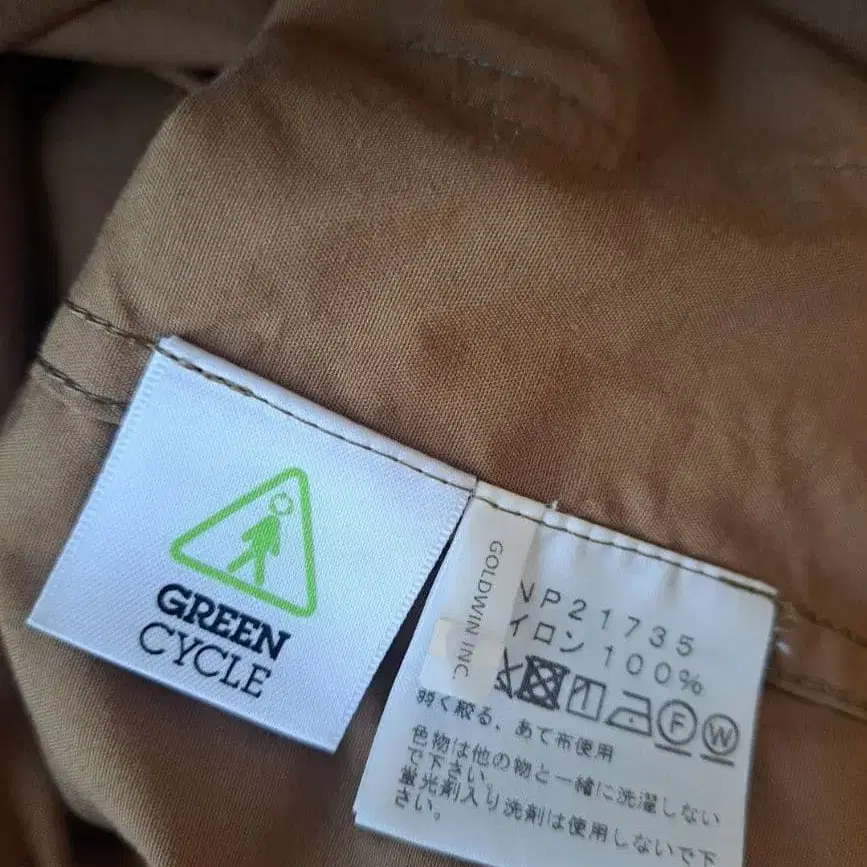 GREEN
CYCLE
GOLDWIN INC.
NP21735
イロン 100%
F W
弱く絞る、あて布使用
色物は他の物と一緒に洗濯しない
で下さい。
蛍光剤入り洗剤は使用しないで下
さい。